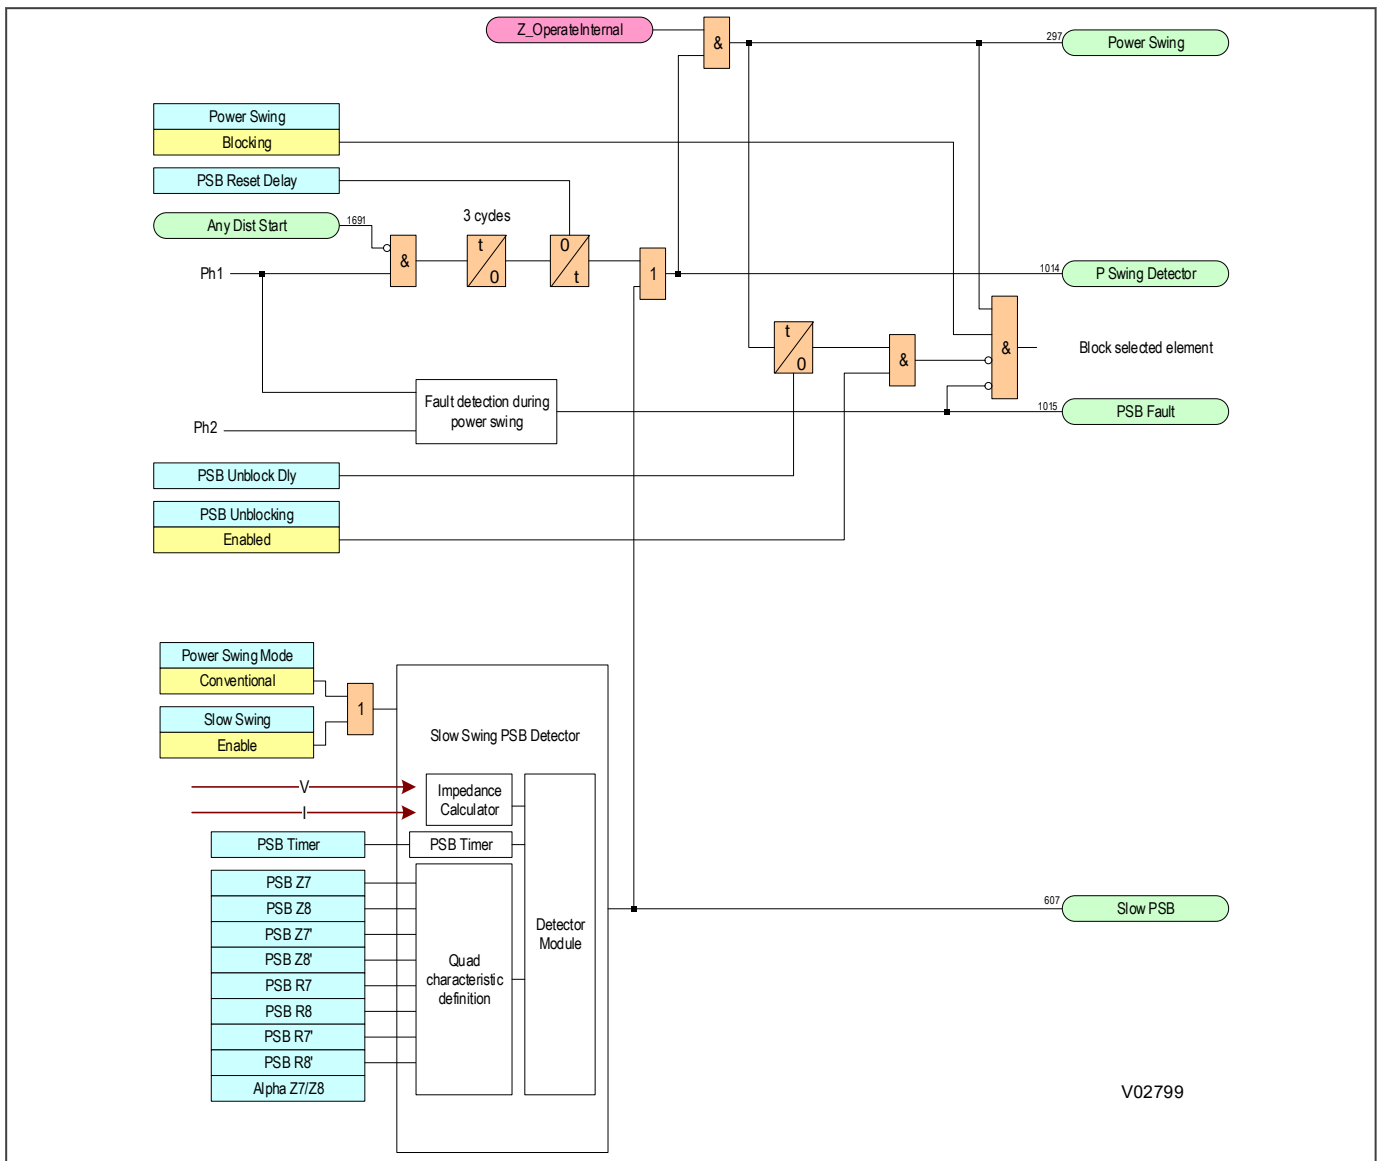 Z_OperateInternal
&
297
Power Swing
Power Swing
Blocking
PSB Reset Delay
Any Dist Start
1691
3 cycles
&
t
0
0
t
1
Ph1
1014
P Swing Detector
t
0
&
&
Block selected element
Fault detection during
power swing
1015
PSB Fault
Ph2
PSB Unblock Dly
PSB Unblocking
Enabled
Power Swing Mode
Conventional
1
Slow Swing
Enable
Slow Swing PSB Detector
V
I
Impedance
Calculator
PSB Timer
PSB Timer
PSB Z7
PSB Z8
PSB Z7'
PSB Z8'
PSB R7
PSB R8
PSB R7'
PSB R8'
Alpha Z7/Z8
Quad
characteristic
definition
Detector
Module
607
Slow PSB
V02799